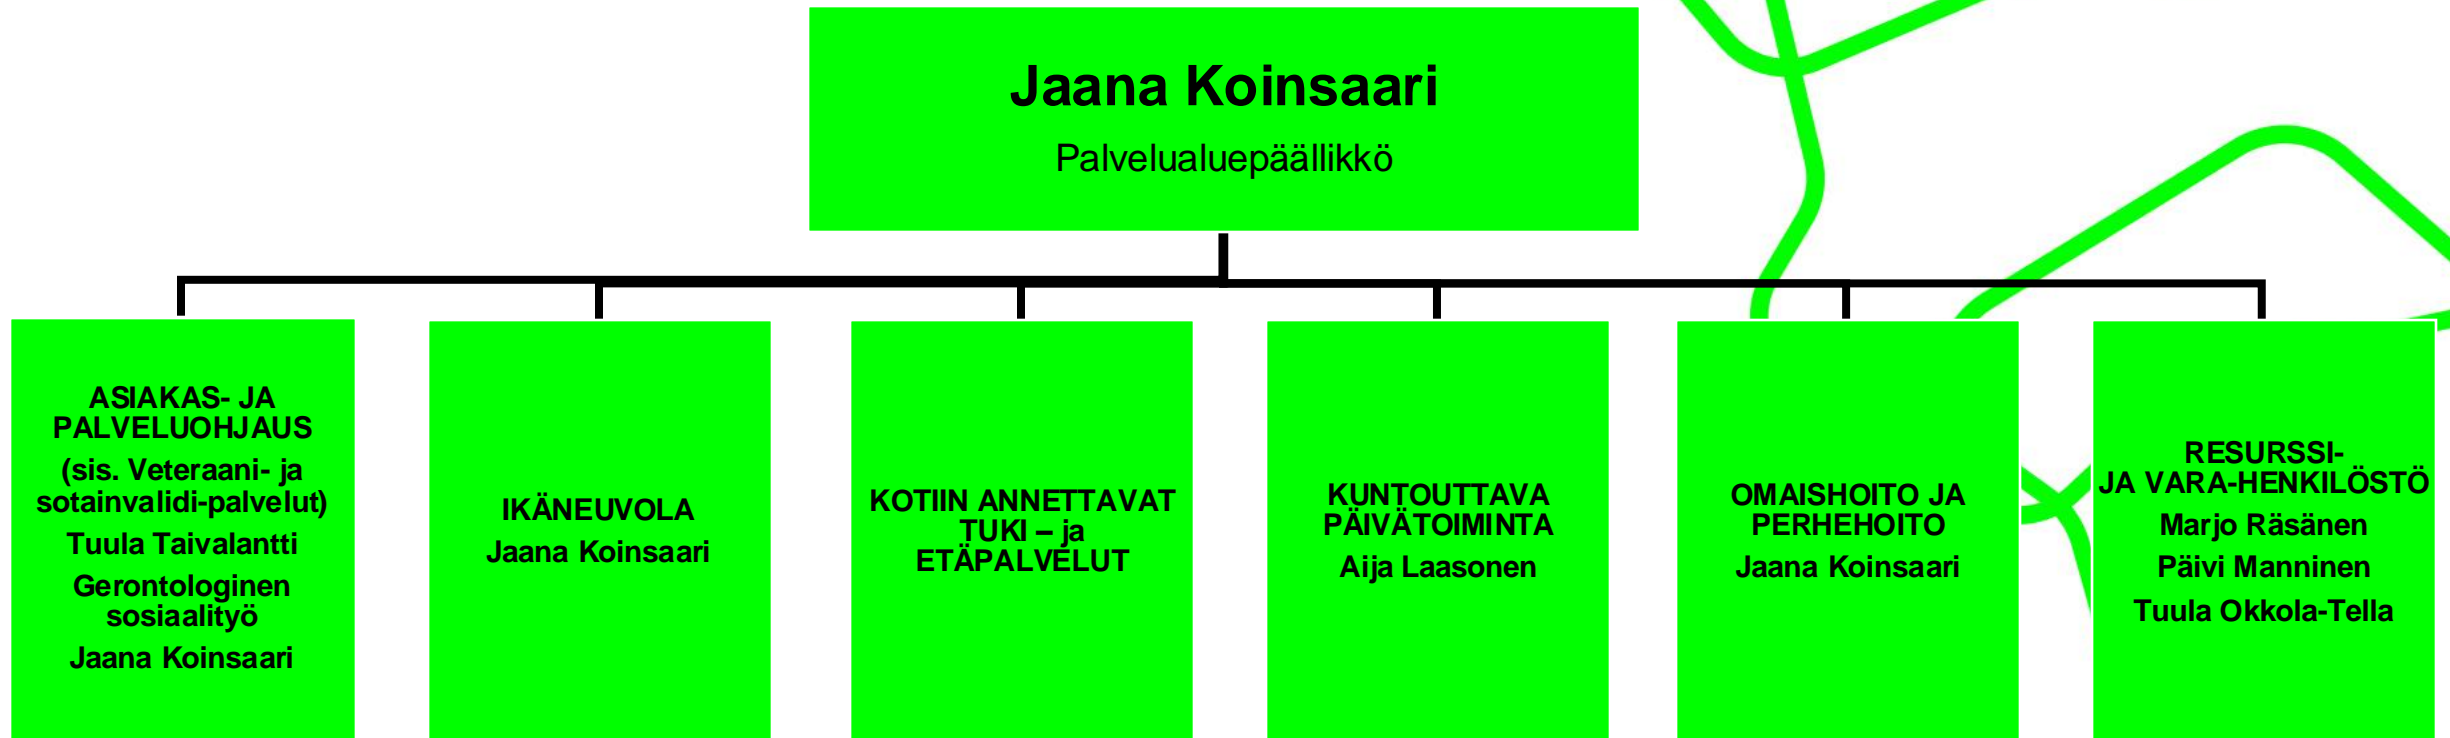 Jaana Koinsaari
Palvelualuepäällikkö
ASIAKAS- JA
PALVELUOHJAUS
(sis. Veteraani- ja
sotainvalidi-palvelut)
Tuula Taivalantti
Gerontologinen
sosiaalityö
Jaana Koinsaari
IKÄNEUVOLA
Jaana Koinsaari
KOTIIN ANNETTAVAT
TUKI – ja
ETÄPALVELUT
KUNTOUTTAVA
PÄIVÄTOIMINTA
Aija Laasonen
OMAISHOITO JA
PERHEHOITO
Jaana Koinsaari
RESURSSI-
JA VARA-HENKILÖSTÖ
Marjo Räsänen
Päivi Manninen
Tuula Okkola-Tella